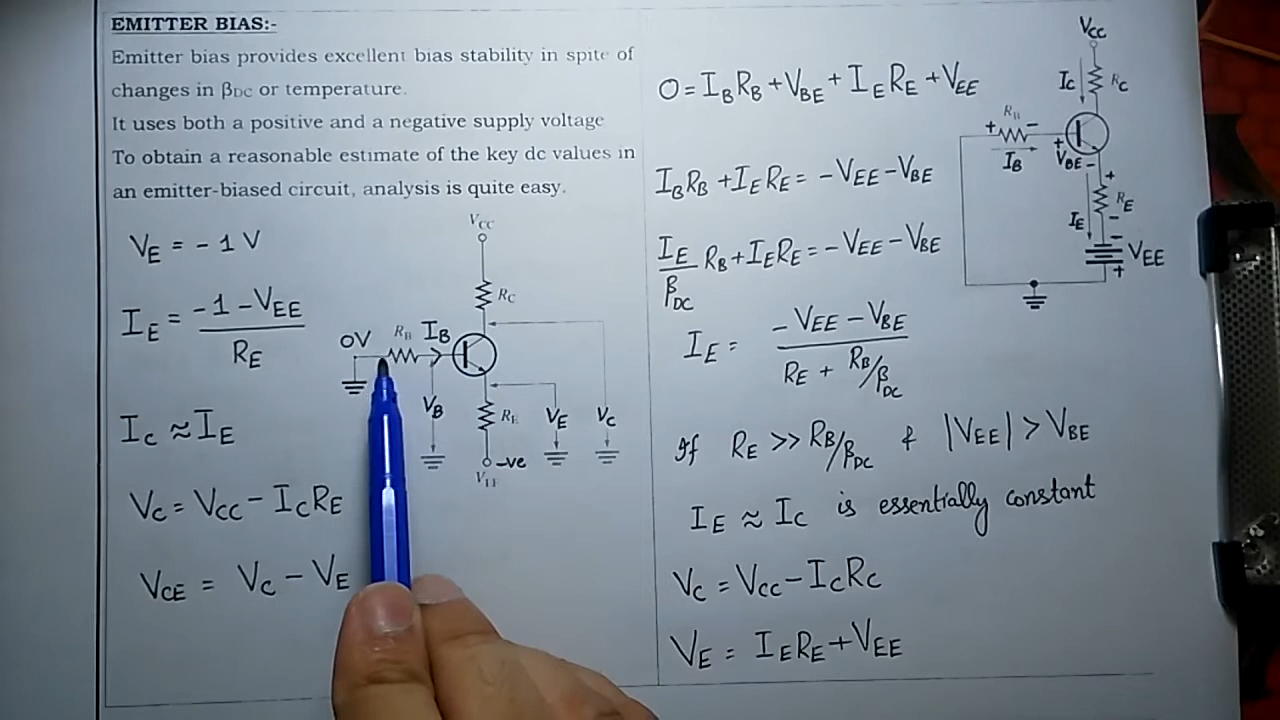 EMITTER BIAS:-
Emitter bias provides excellent bias stability in spite of
changes in βDC or temperature.
It uses both a positive and a negative supply voltage
To obtain a reasonable estimate of the key dc values in
an emitter-biased circuit, analysis is quite easy.
VE = -1 V
IE = (-1 - VEE) / RE
IC ≈ IE
VC = VCC - ICRE
VCE = VC - VE
VCC
RC
0V
RB
IB
VB
RE
VE
VC
-ve
VEE
0 = IBRB + VBE + IERE + VEE
IBRB + IERE = -VEE - VBE
IE/βDC RB + IERE = -VEE - VBE
IE = (-VEE - VBE) / (RE + RB/βDC)
If RE >> RB/βDC & |VEE| > VBE
IE ≈ IC is essentially constant
VC = VCC - ICRC
VE = IERE + VEE
VCC
IC
RC
RB
+ -
+
IB
VBE -
+
IE
RE
-
-
VEE
+